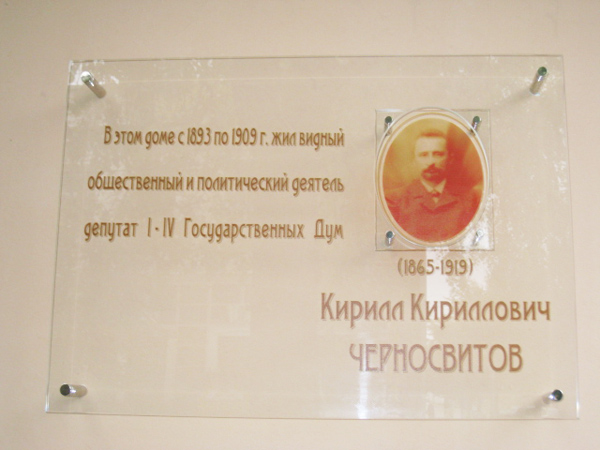 В этом доме с 1893 по 1909 г. жил видный
общественный и политический деятель
депутат I - IV Государственных Дум
(1865-1919)
Кирилл Кириллович
ЧЕРНОСВИТОВ